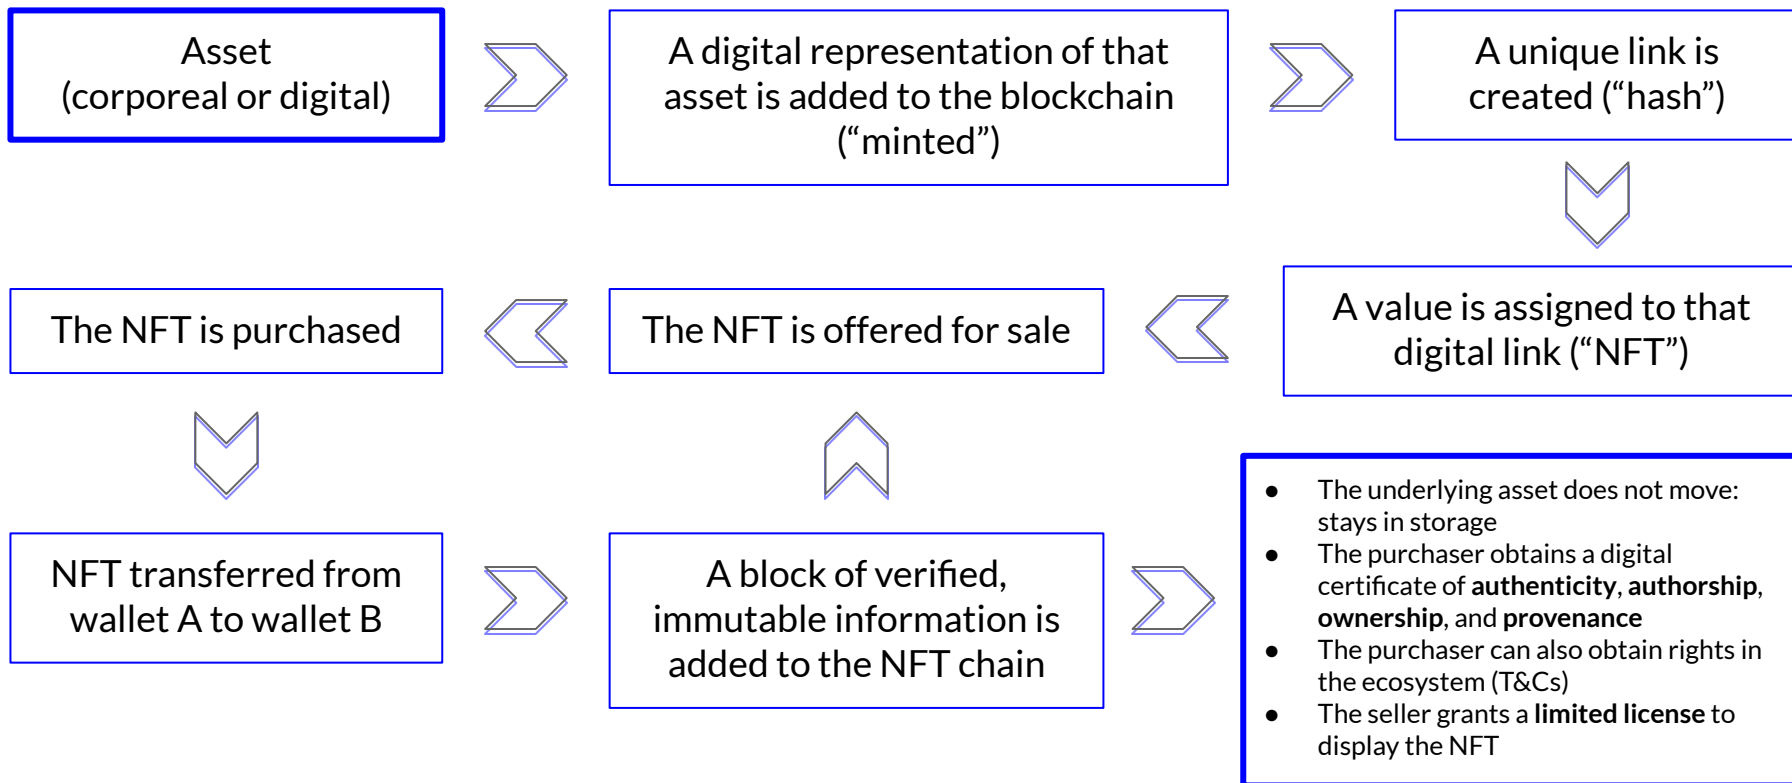 Asset
(corporeal or digital)
A digital representation of that
asset is added to the blockchain
(“minted”)
A unique link is
created (“hash”)
A value is assigned to that
digital link (“NFT”)
The NFT is offered for sale
The NFT is purchased
NFT transferred from
wallet A to wallet B
A block of verified,
immutable information is
added to the NFT chain
● The underlying asset does not move:
stays in storage
● The purchaser obtains a digital
certificate of authenticity, authorship,
ownership, and provenance
● The purchaser can also obtain rights in
the ecosystem (T&Cs)
● The seller grants a limited license to
display the NFT